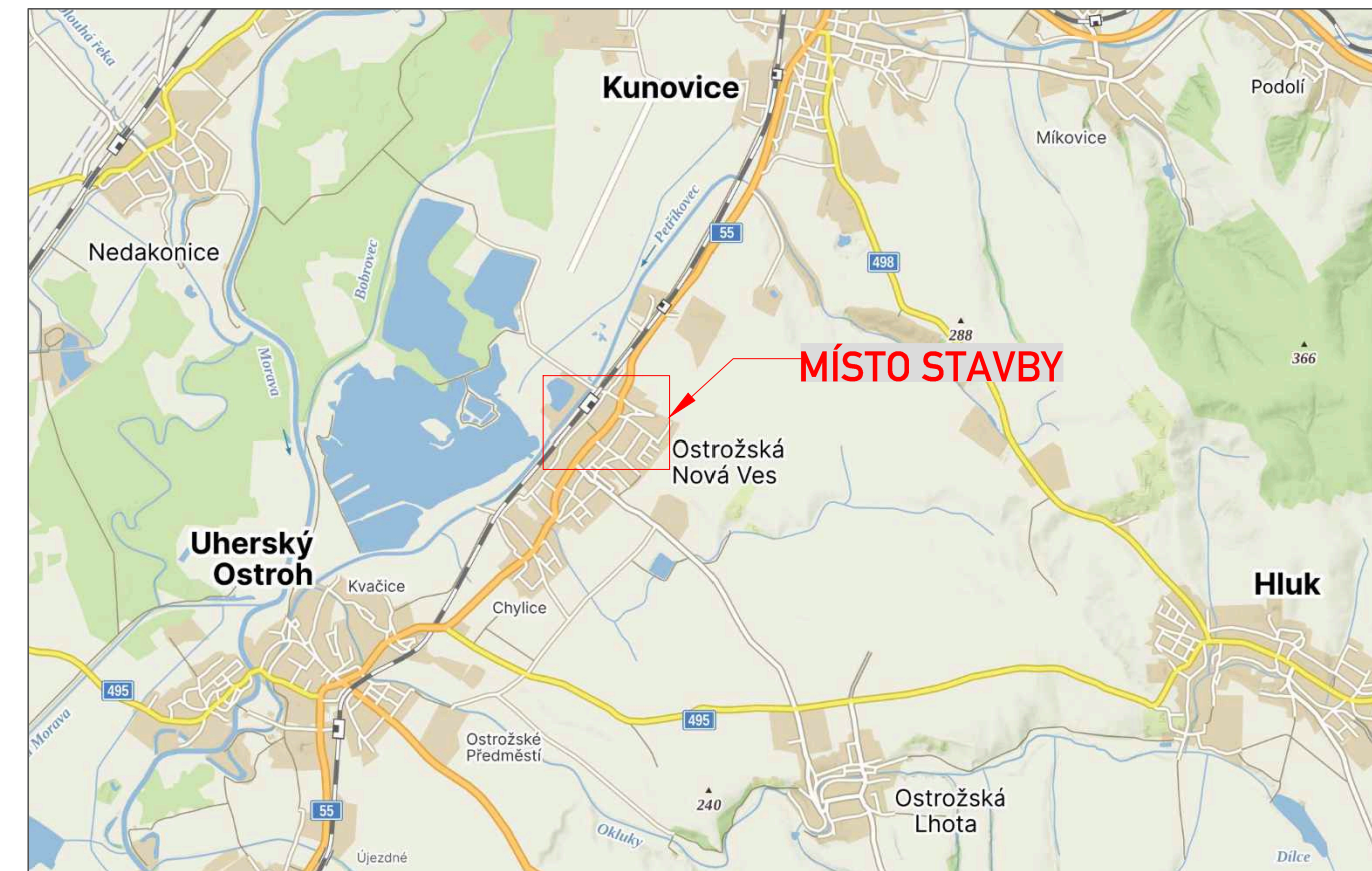 Dlouhá řeka
Kunovice
Podolí
Míkovice
Petříkovec
55
Nedakonice
Bobrovec
498
288
366
Morava
MÍSTO STAVBY
Ostrožská
Nová Ves
Uherský
Ostroh
Kvačice
Chylice
Hluk
495
Morava
495
Ostrožské
Předměstí
240
Ostrožská
Lhota
55
Okluky
Újezdné
Dílce